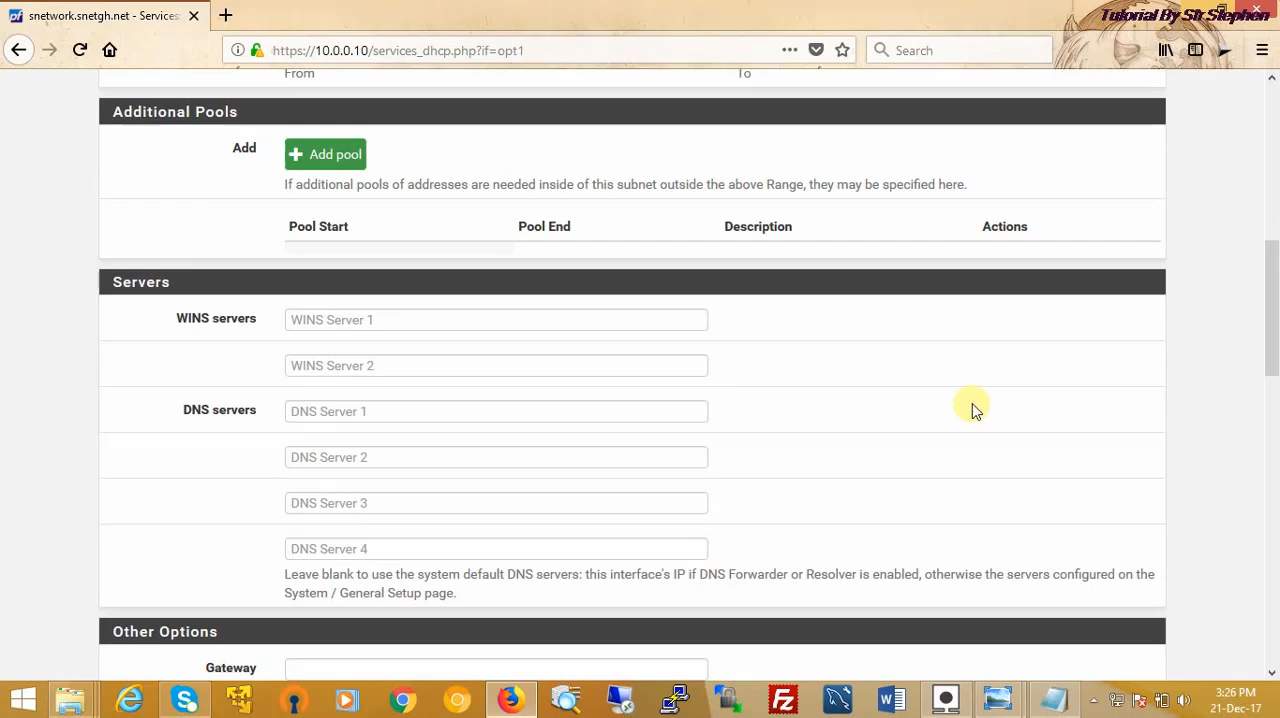 snetwork.snetgh.net - Services:
Tutorial By Sir Stephen
https://10.0.0.10/services_dhcp.php?if=opt1
Search
From To
Additional Pools
Add
Add pool
If additional pools of addresses are needed inside of this subnet outside the above Range, they may be specified here.
Pool Start Pool End Description Actions
Servers
WINS servers WINS Server 1
WINS Server 2
DNS servers DNS Server 1
DNS Server 2
DNS Server 3
DNS Server 4
Leave blank to use the system default DNS servers: this interface's IP if DNS Forwarder or Resolver is enabled, otherwise the servers configured on the
System / General Setup page.
Other Options
Gateway
3:26 PM
21-Dec-17